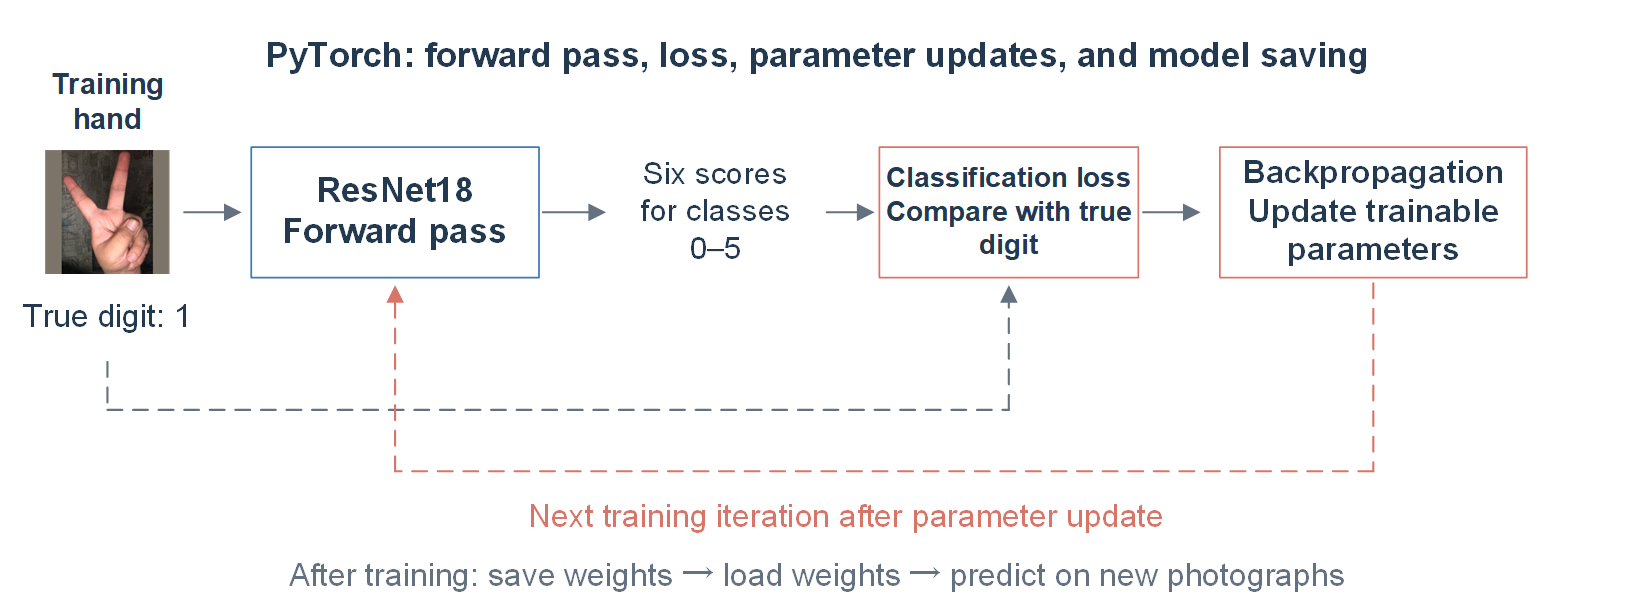 PyTorch: forward pass, loss, parameter updates, and model saving
Training
hand
True digit: 1
ResNet18
Forward pass
Six scores
for classes
0–5
Classification loss
Compare with true
digit
Backpropagation
Update trainable
parameters
Next training iteration after parameter update
After training: save weights → load weights → predict on new photographs